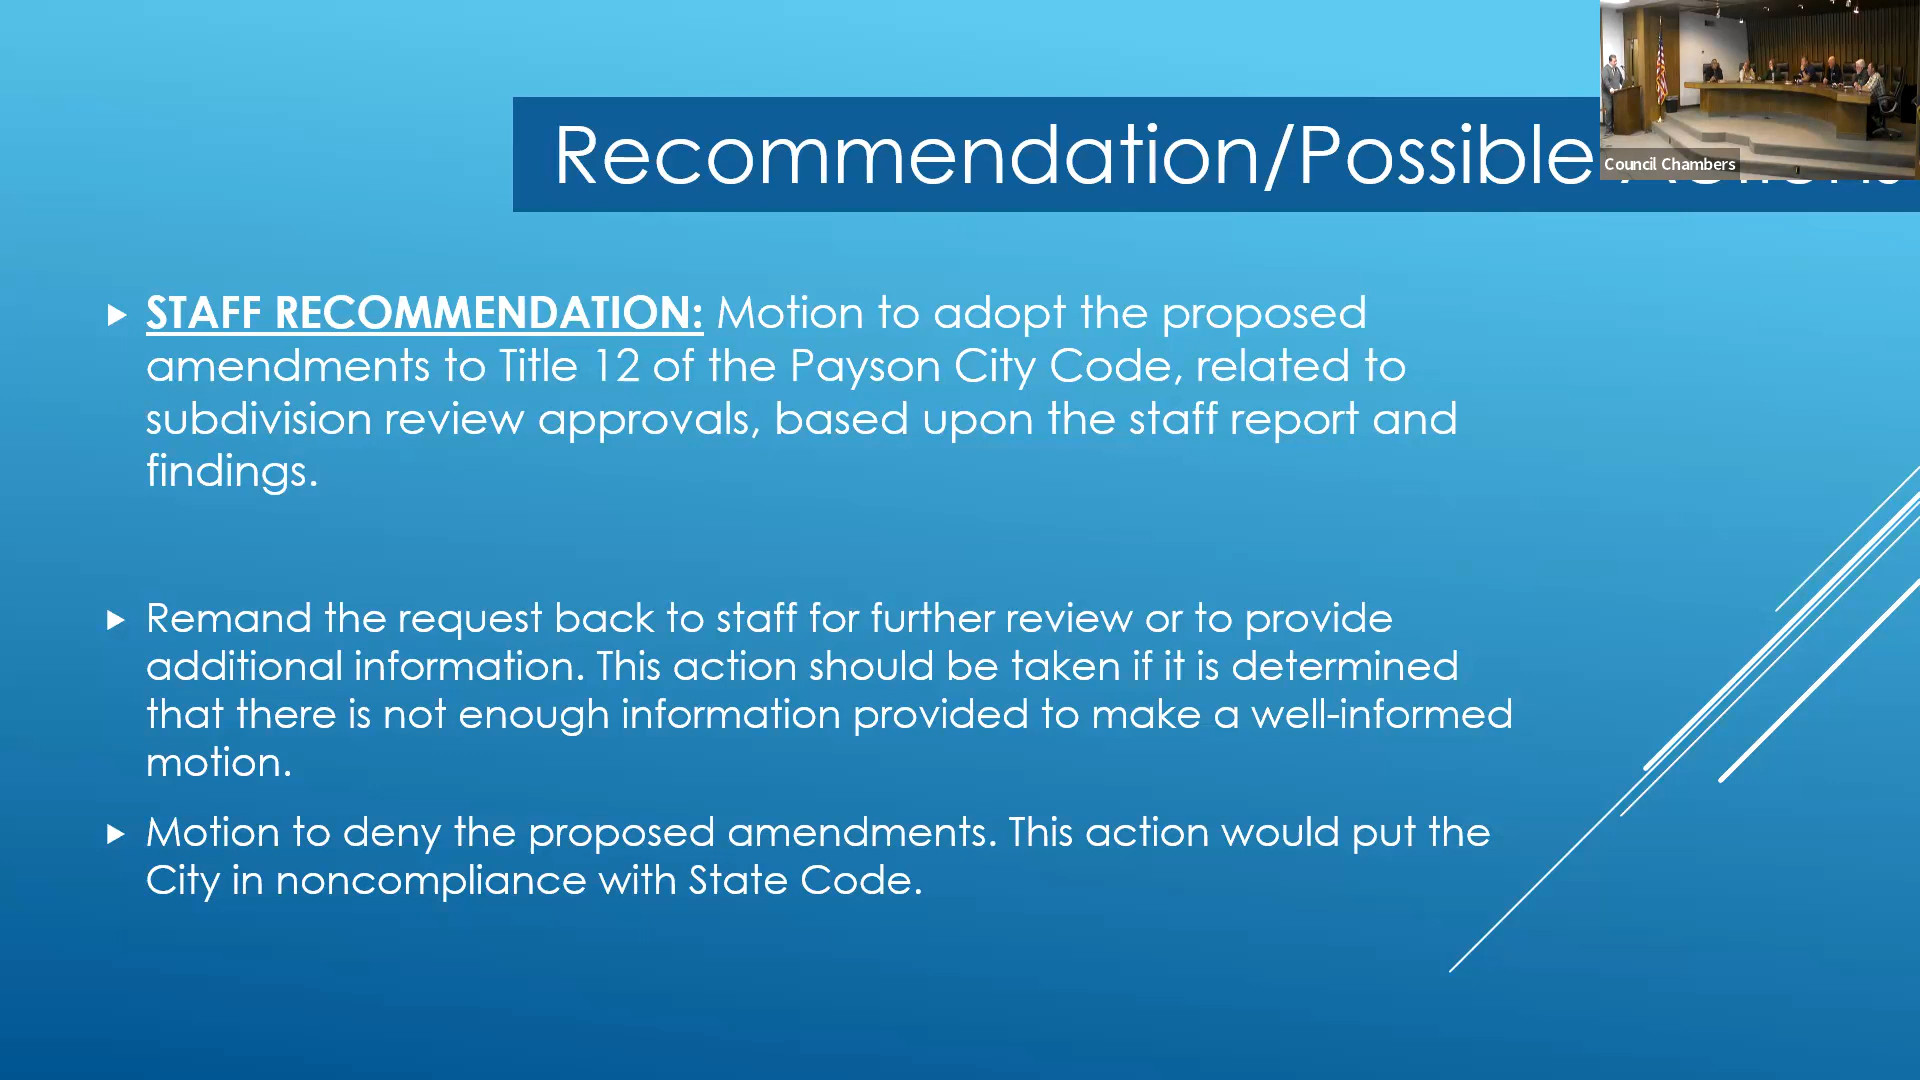 Recommendation/Possible
Council Chambers
STAFF RECOMMENDATION: Motion to adopt the proposed
amendments to Title 12 of the Payson City Code, related to
subdivision review approvals, based upon the staff report and
findings.
Remand the request back to staff for further review or to provide
additional information. This action should be taken if it is determined
that there is not enough information provided to make a well-informed
motion.
Motion to deny the proposed amendments. This action would put the
City in noncompliance with State Code.